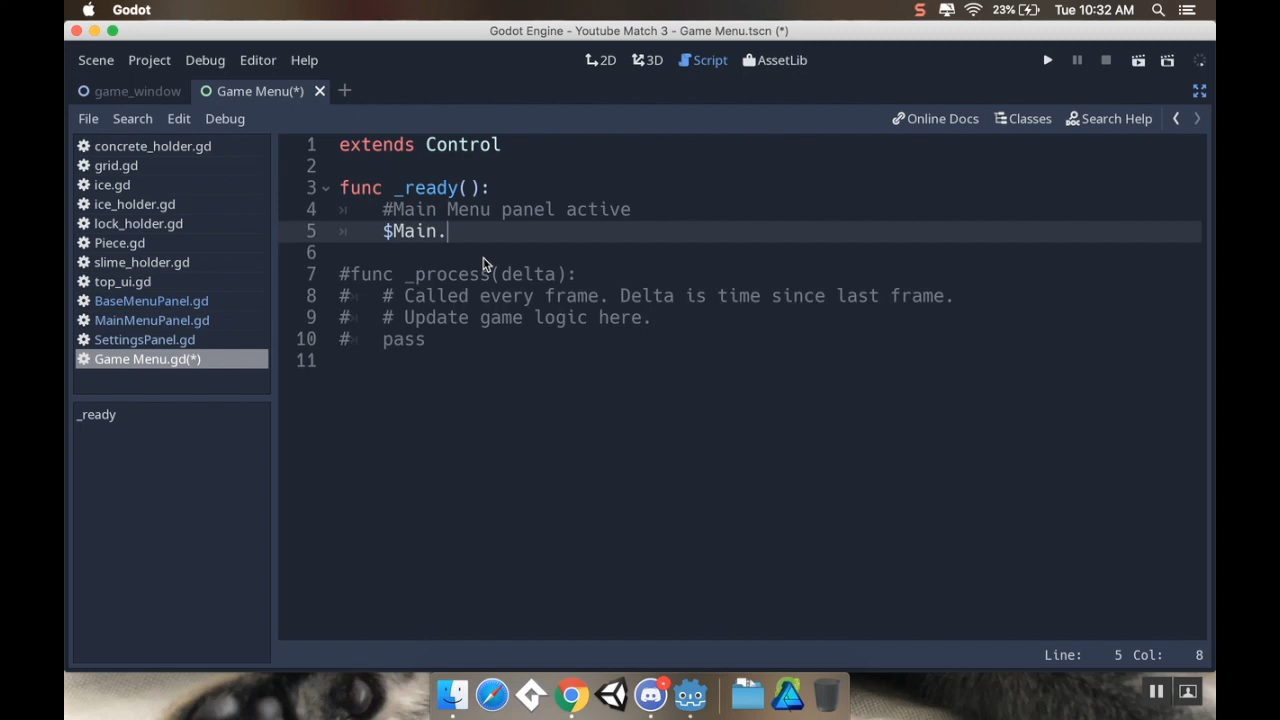 Godot
23%
Tue 10:32 AM
Godot Engine - Youtube Match 3 - Game Menu.tscn (*)
Scene Project Debug Editor Help
2D 3D Script AssetLib
game_window Game Menu(*)
File Search Edit Debug
Online Docs Classes Search Help
concrete_holder.gd
grid.gd
ice.gd
ice_holder.gd
lock_holder.gd
Piece.gd
slime_holder.gd
top_ui.gd
BaseMenuPanel.gd
MainMenuPanel.gd
SettingsPanel.gd
Game Menu.gd(*)
_ready
1 extends Control
2
3 func _ready():
4 #Main Menu panel active
5 $Main.
6
7 #func _process(delta):
8 # # Called every frame. Delta is time since last frame.
9 # # Update game logic here.
10 # pass
11
Line: 5 Col: 8